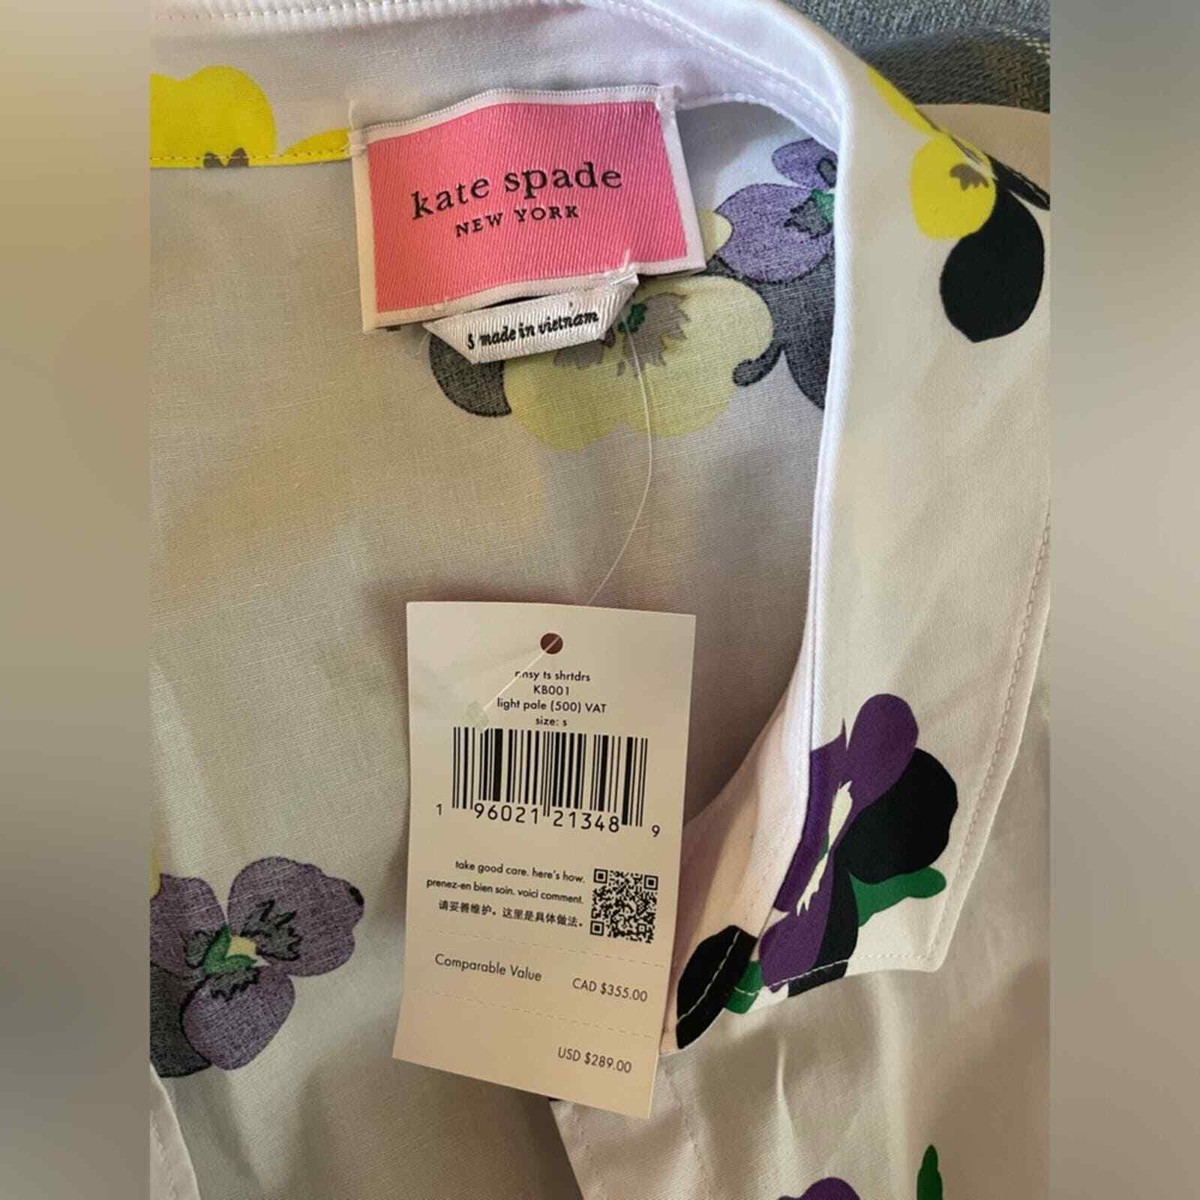 kate spade
NEW YORK
S made in vietnam
ts shrtdrs
KB001
light pale (500) VAT
size: s
1 96021 21348 9
take good care. here's how.
prenez-en bien soin. voici comment.
请妥善维护。这里是具体做法。
Comparable Value CAD $355.00
USD $289.00